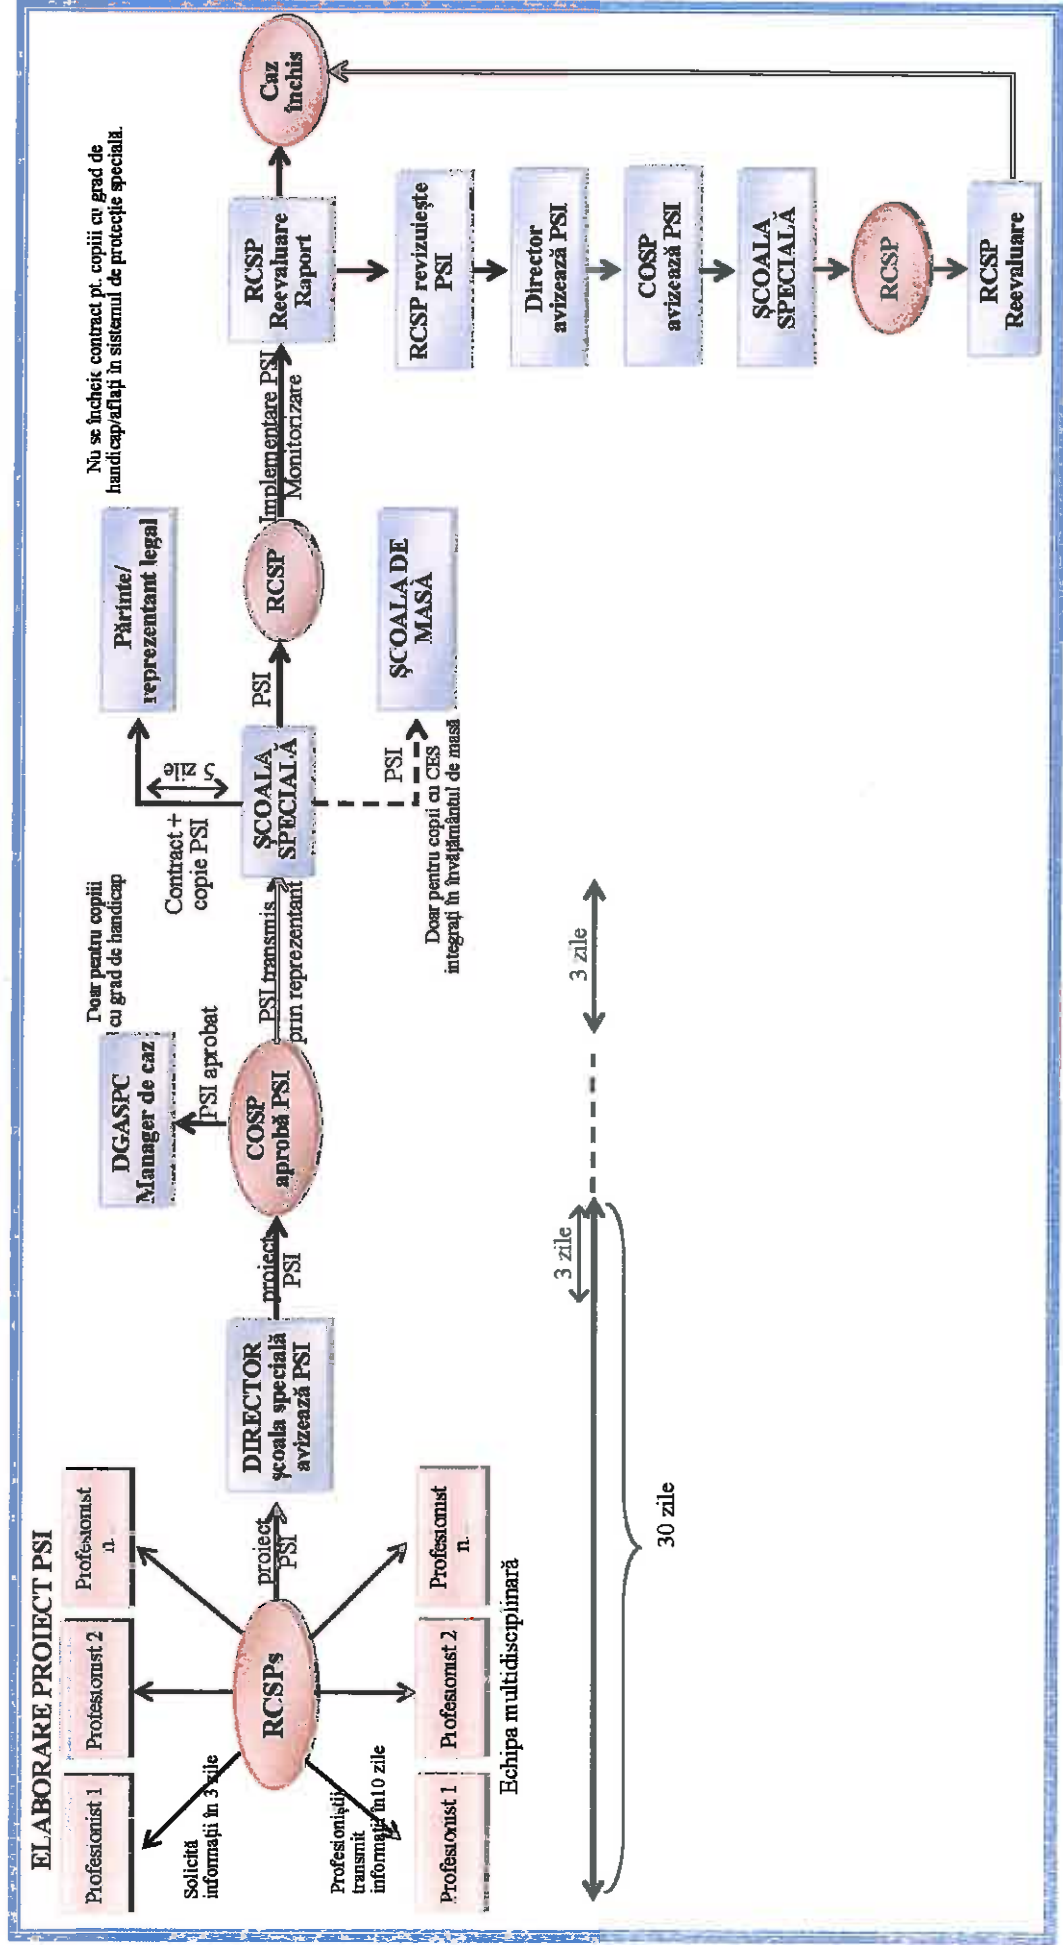 ELABORARE PROIECT PSI
Profesionist 1
Profesionist 2
Profesionist
n.
Solicită
informații în 3 zile
RCSPs
Profesioniștii
transmit
informații în10 zile
Profesionist 1
Profesionist 2
Profesionist
n.
Echipa multidisciplinară
proiect
PSI
DIRECTOR
școala specială
avizează PSI
proiect
PSI
COSP
aprobă PSI
PSI aprobat
DGASPC
Manager de caz
Doar pentru copiii
cu grad de handicap
PSI transmis
prin reprezentant
ȘCOALA
SPECIALĂ
Contract +
copie PSI
5 zile
Părinte/
reprezentant legal
Nu se încheie contract pt. copiii cu grad de
handicap/aflați în sistemul de protecție specială.
PSI
Doar pentru copii cu CES
integrați în învățământul de masă
ȘCOALA DE
MASĂ
PSI
RCSP
Implementare PSI
Monitorizare
RCSP
Reevaluare
Raport
Caz
închis
RCSP revizuiește
PSI
Director
avizează PSI
COSP
avizează PSI
ȘCOALA
SPECIALĂ
RCSP
RCSP
Reevaluare
3 zile
3 zile
30 zile